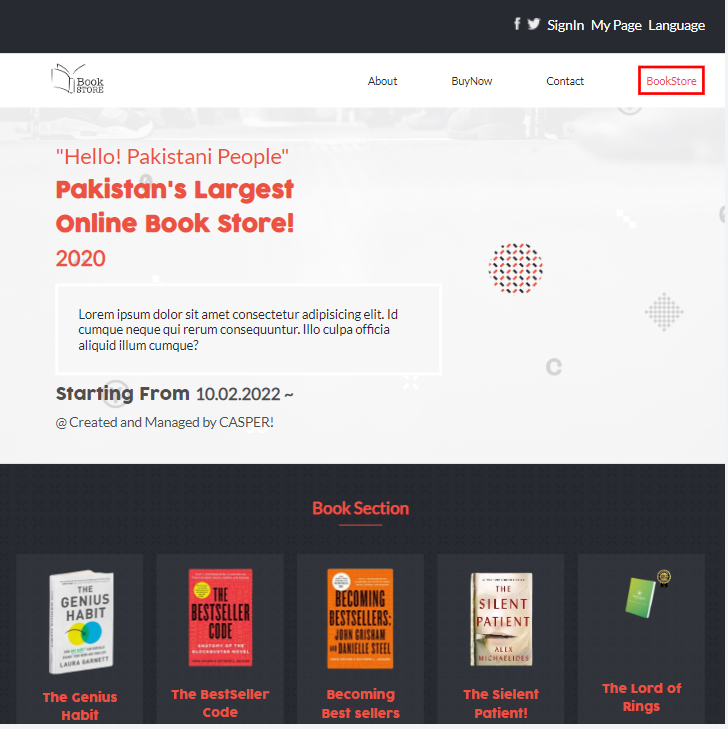 SignIn My Page Language
Book
STORE
About BuyNow Contact BookStore
"Hello! Pakistani People"
Pakistan's Largest
Online Book Store!
2020
Lorem ipsum dolor sit amet consectetur adipisicing elit. Id
cumque neque qui rerum consequuntur. Illo culpa officia
aliquid illum cumque?
Starting From 10.02.2022 ~
@ Created and Managed by CASPER!
Book Section
THE
GENIUS
HABIT
LAURA GARNETT
The Genius
Habit
THE
BESTSELLER
CODE
ANATOMY OF THE
BLOCKBUSTER NOVEL
The BestSeller
Code
BECOMING
BESTSELLERS:
JOHN GRISHAM
AND DANIELLE STEEL
Becoming
Best sellers
THE
SILENT
PATIENT
ALEX
MICHAELIDES
The Sielent
Patient!
The Lord of
Rings